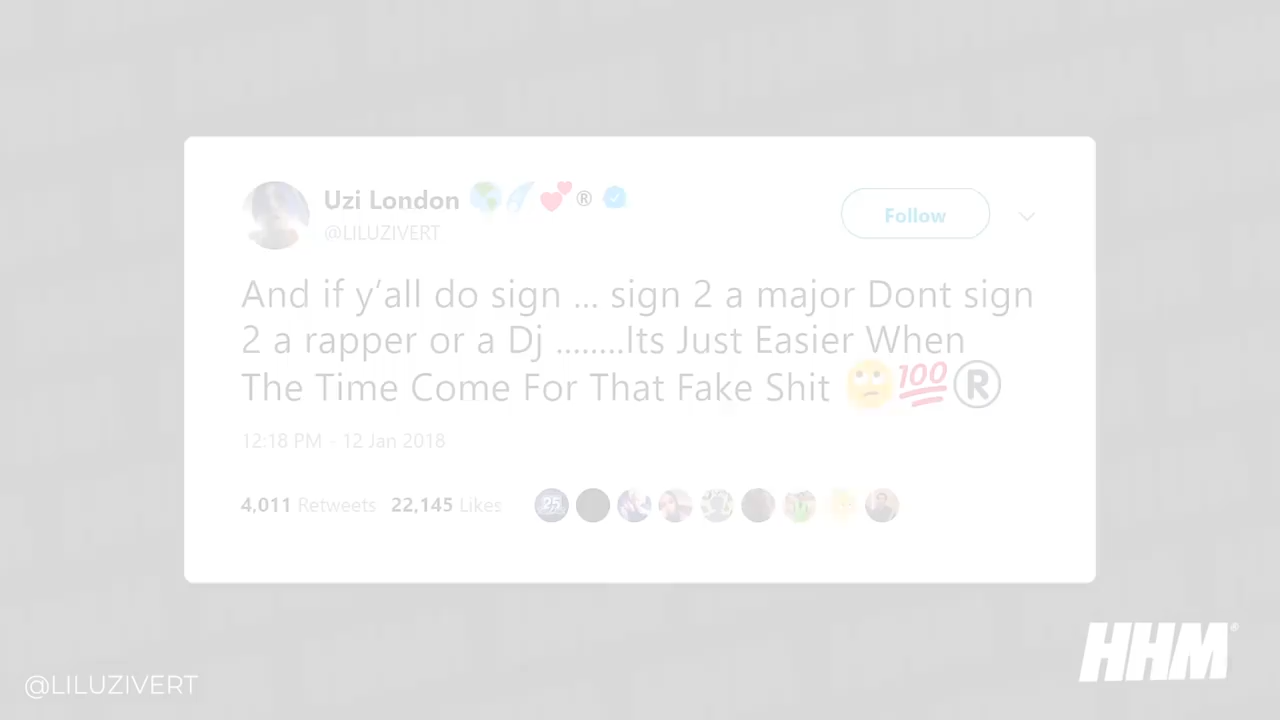 Uzi London 🌎☄️💕®
@LILUZIVERT
Follow
And if y’all do sign ... sign 2 a major Dont sign
2 a rapper or a Dj ........Its Just Easier When
The Time Come For That Fake Shit 🙄💯®
12:18 PM - 12 Jan 2018
4,011 Retweets 22,145 Likes
25
HHM®
@LILUZIVERT